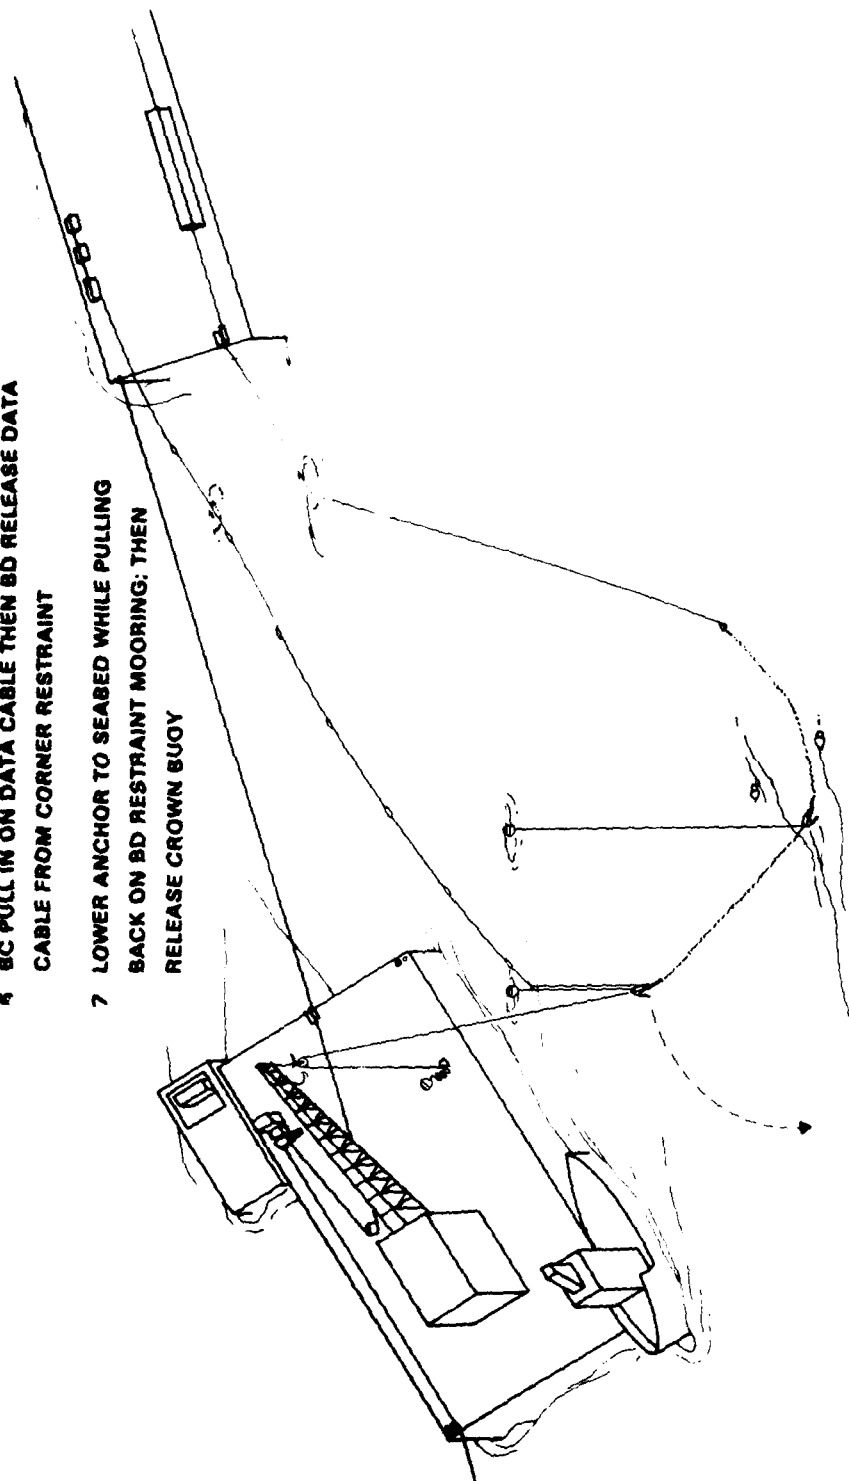 BC PULL IN ON DATA CABLE THEN BD RELEASE DATA
CABLE FROM CORNER RESTRAINT
7 LOWER ANCHOR TO SEABED WHILE PULLING
BACK ON BD RESTRAINT MOORING; THEN
RELEASE CROWN BUOY